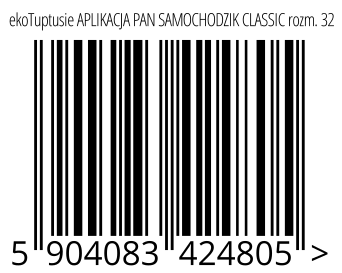 ekoTuptusie APLIKACJA PAN SAMOCHODZIK CLASSIC rozm. 32
5 904083 424805 >